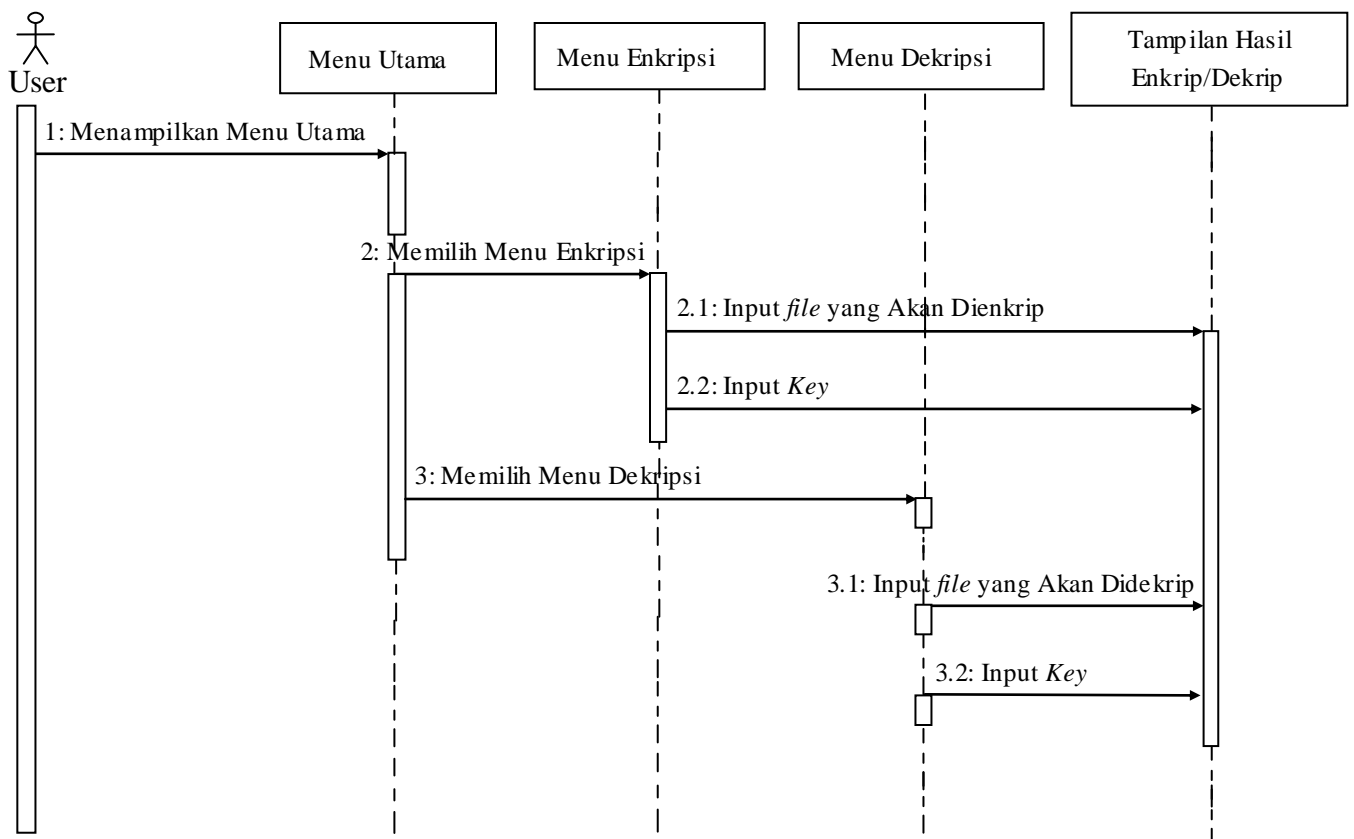 User
Menu Utama
Menu Enkripsi
Menu Dekripsi
Tampilan Hasil
Enkrip/Dekrip
1: Menampilkan Menu Utama
2: Memilih Menu Enkripsi
2.1: Input file yang Akan Dienkrip
2.2: Input Key
3: Memilih Menu Dekripsi
3.1: Input file yang Akan Didekrip
3.2: Input Key